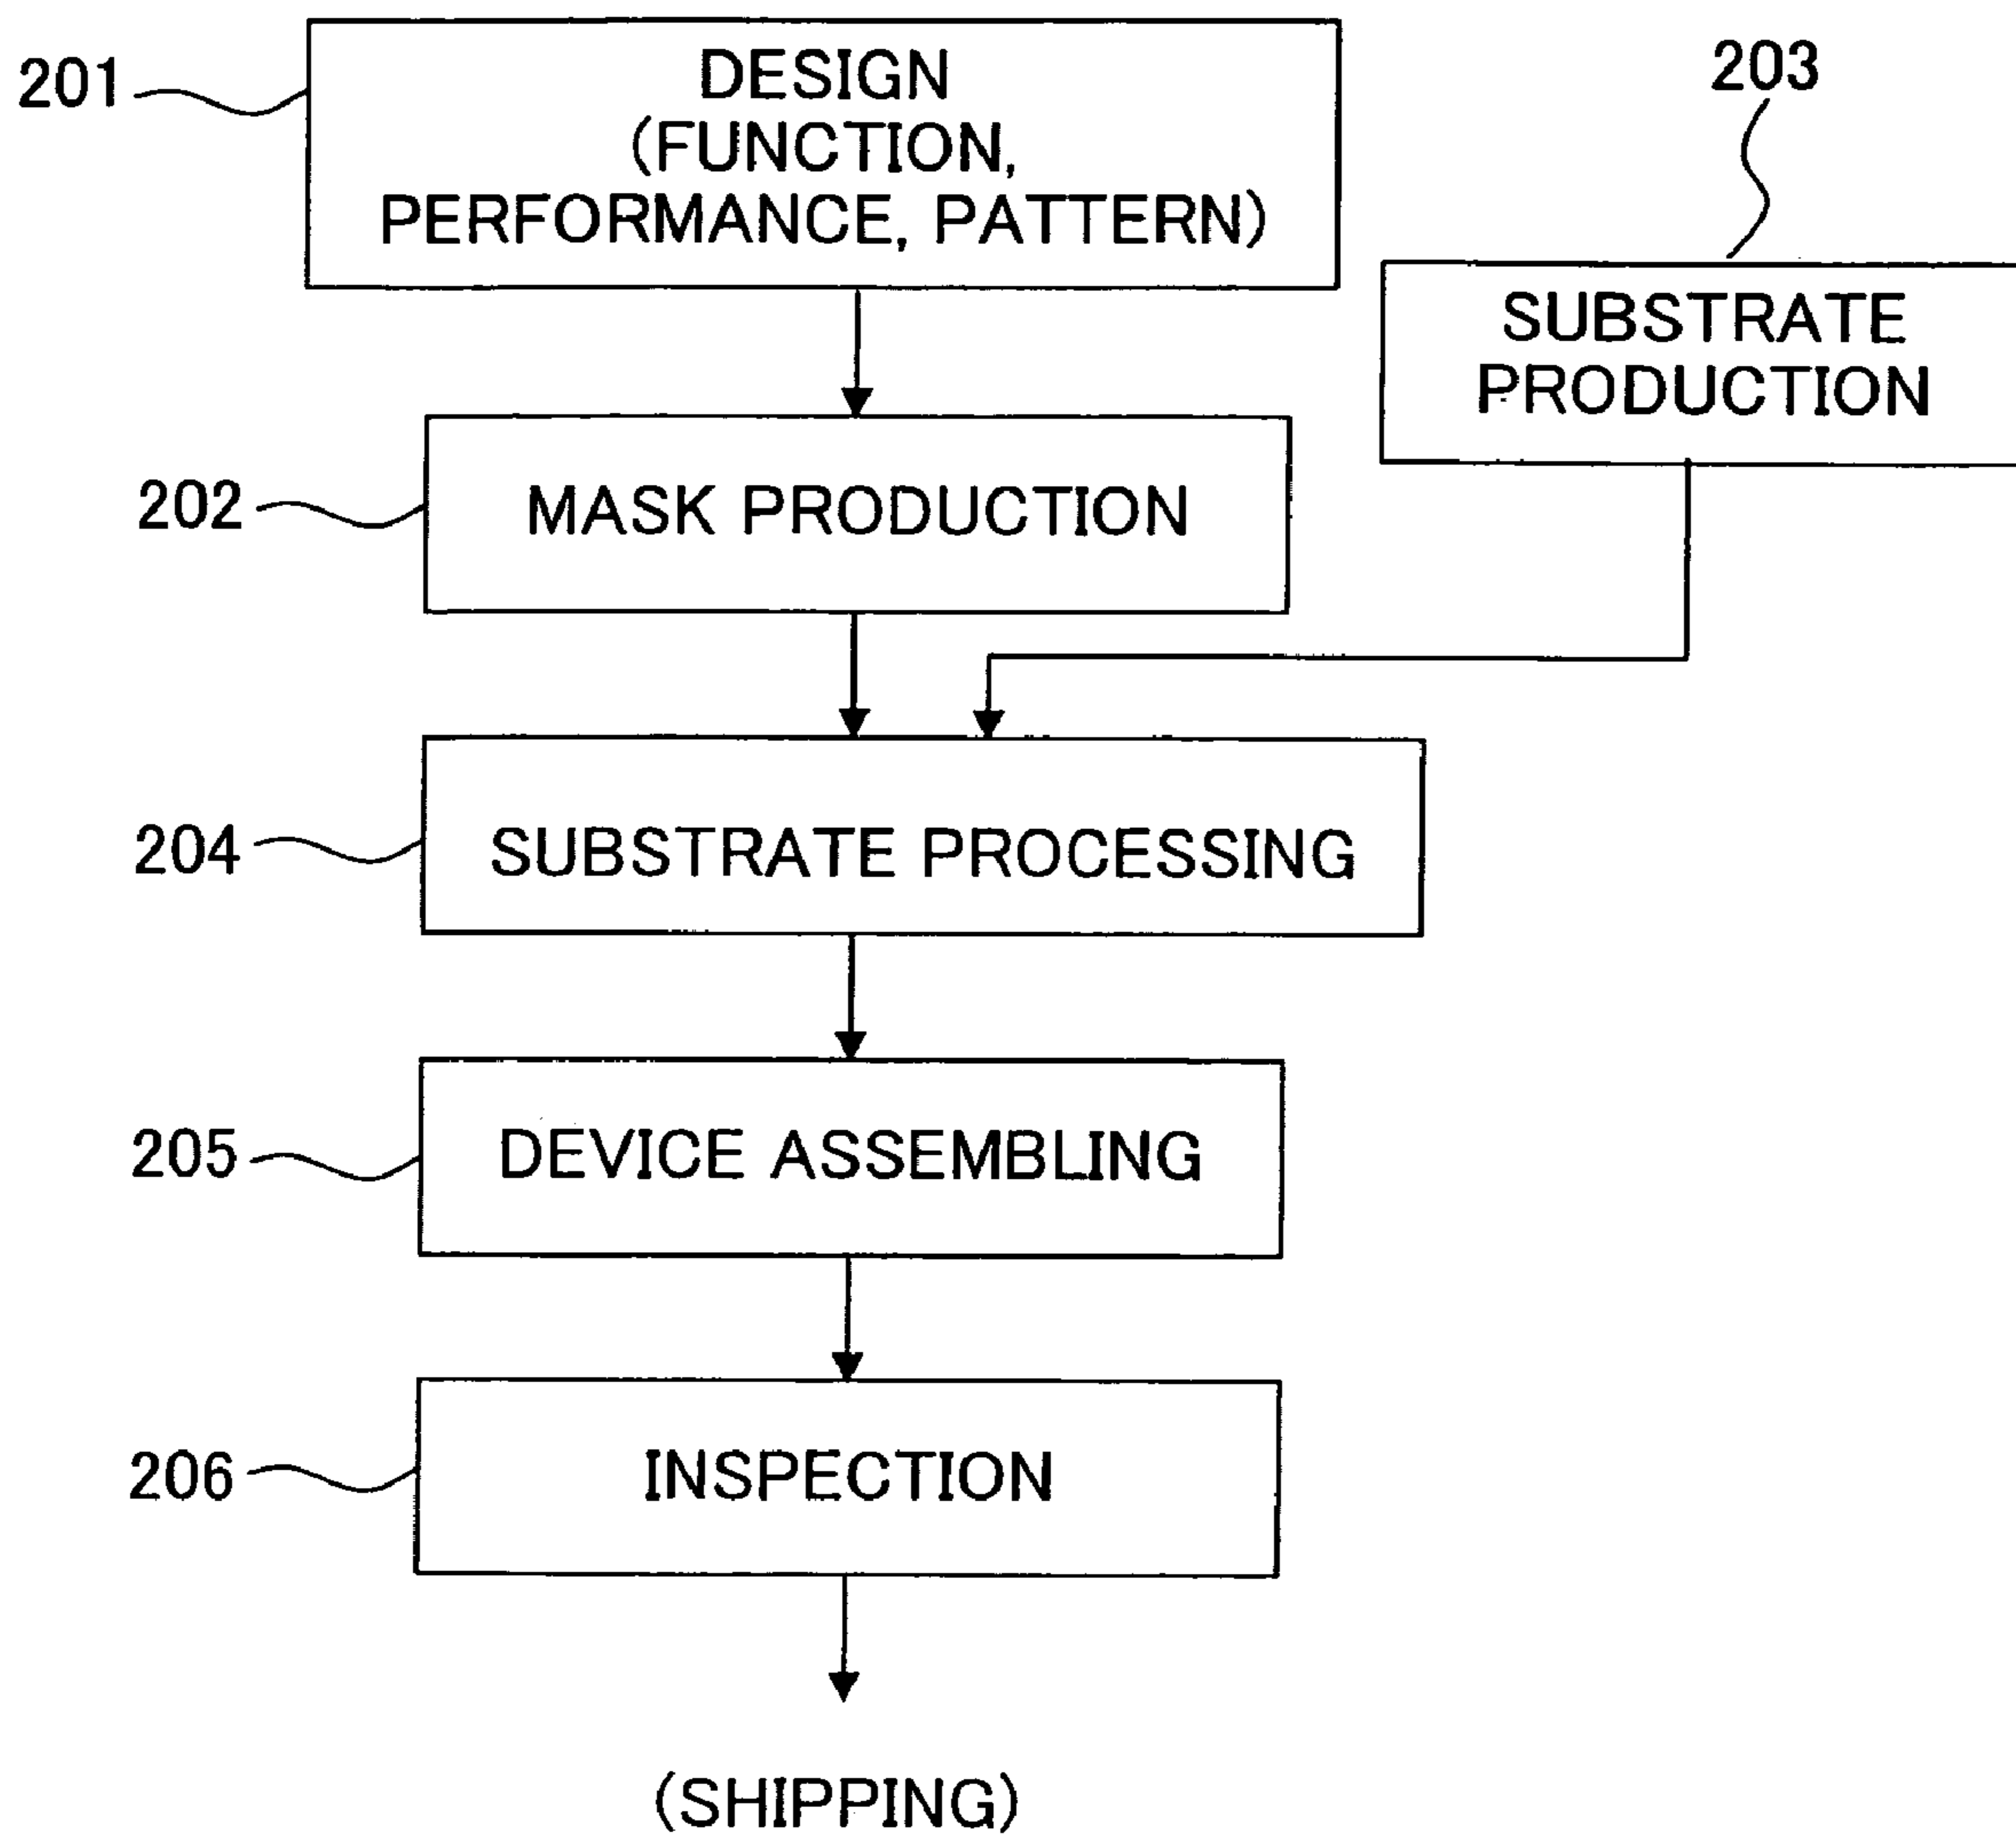 201
DESIGN
(FUNCTION,
PERFORMANCE, PATTERN)
203
SUBSTRATE
PRODUCTION
202
MASK PRODUCTION
204
SUBSTRATE PROCESSING
205
DEVICE ASSEMBLING
206
INSPECTION
(SHIPPING)